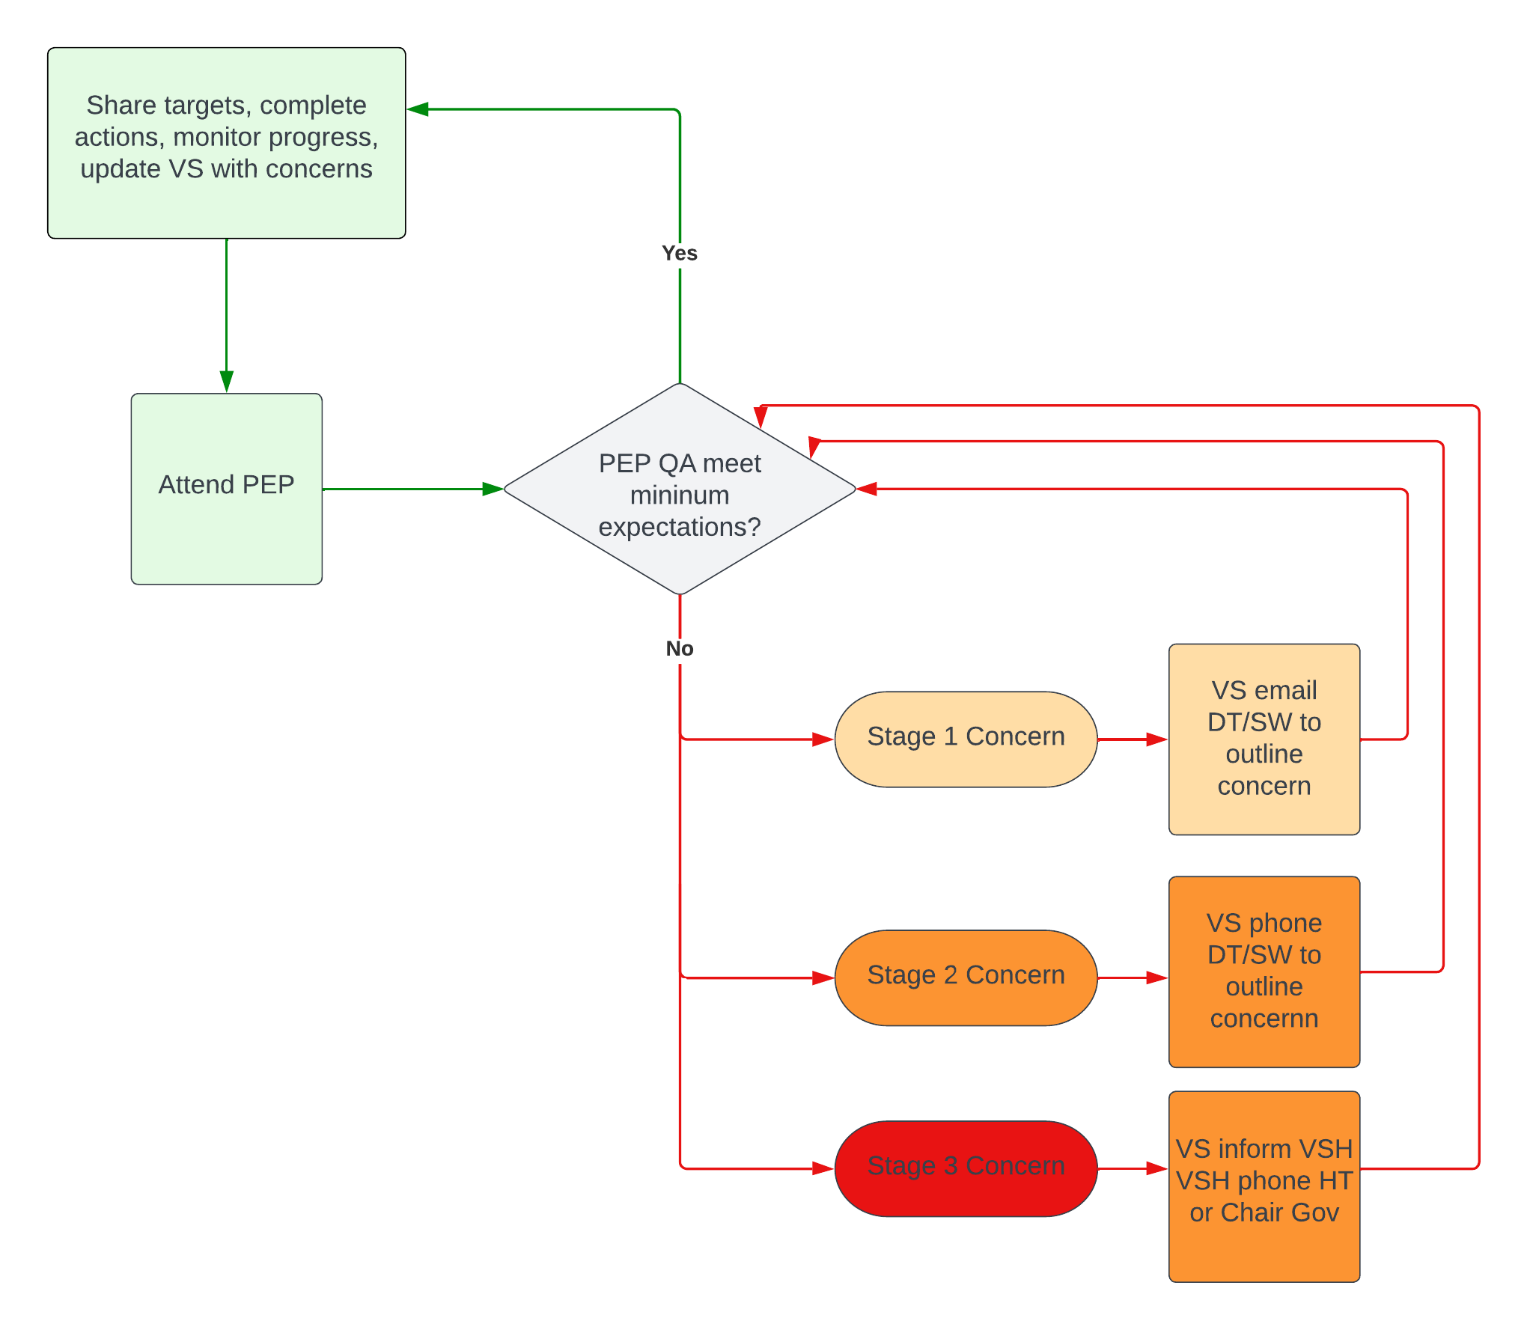 Share targets, complete
actions, monitor progress,
update VS with concerns
Yes
Attend PEP
PEP QA meet
mininum
expectations?
No
Stage 1 Concern
VS email
DT/SW to
outline
concern
Stage 2 Concern
VS phone
DT/SW to
outline
concernn
Stage 3 Concern
VS inform VSH
VSH phone HT
or Chair Gov